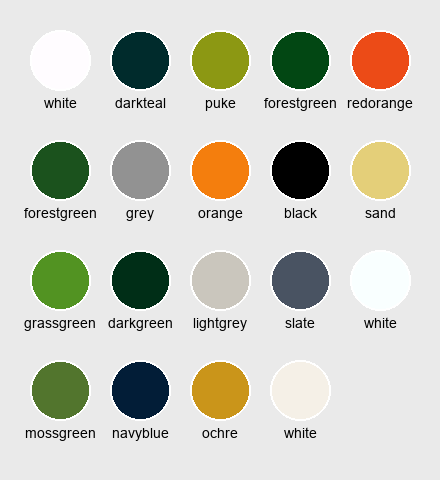 white darkteal puke forestgreen redorange
forestgreen grey orange black sand
grassgreen darkgreen lightgrey slate white
mossgreen navyblue ochre white